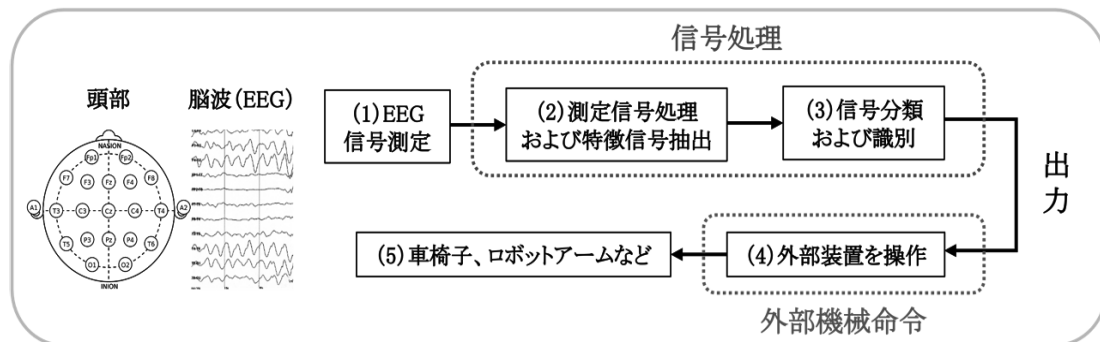 信号処理
頭部
脳波（EEG）
(1)EEG
信号測定
(2)測定信号処理
および特徴信号抽出
(3)信号分類
および識別
出力
NASION
Fp1 Fp2
F7 F3 Fz F4 F8
A1 T3 C3 Cz C4 T4 A2
T5 P3 Pz P4 T6
O1 O2
INION
(5)車椅子、ロボットアームなど
(4)外部装置を操作
外部機械命令